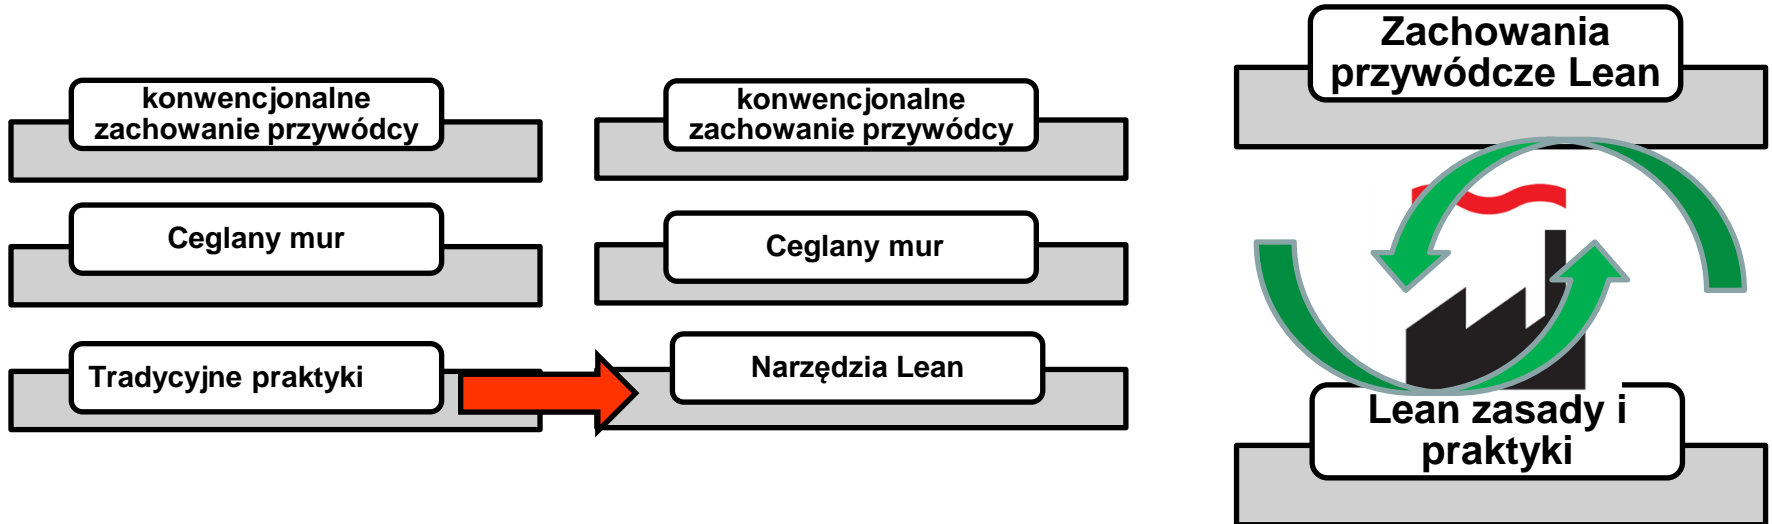 konwencjonalne
zachowanie przywódcy
Ceglany mur
Tradycyjne praktyki
konwencjonalne
zachowanie przywódcy
Ceglany mur
Narzędzia Lean
Zachowania
przywódcze Lean
Lean zasady i
praktyki